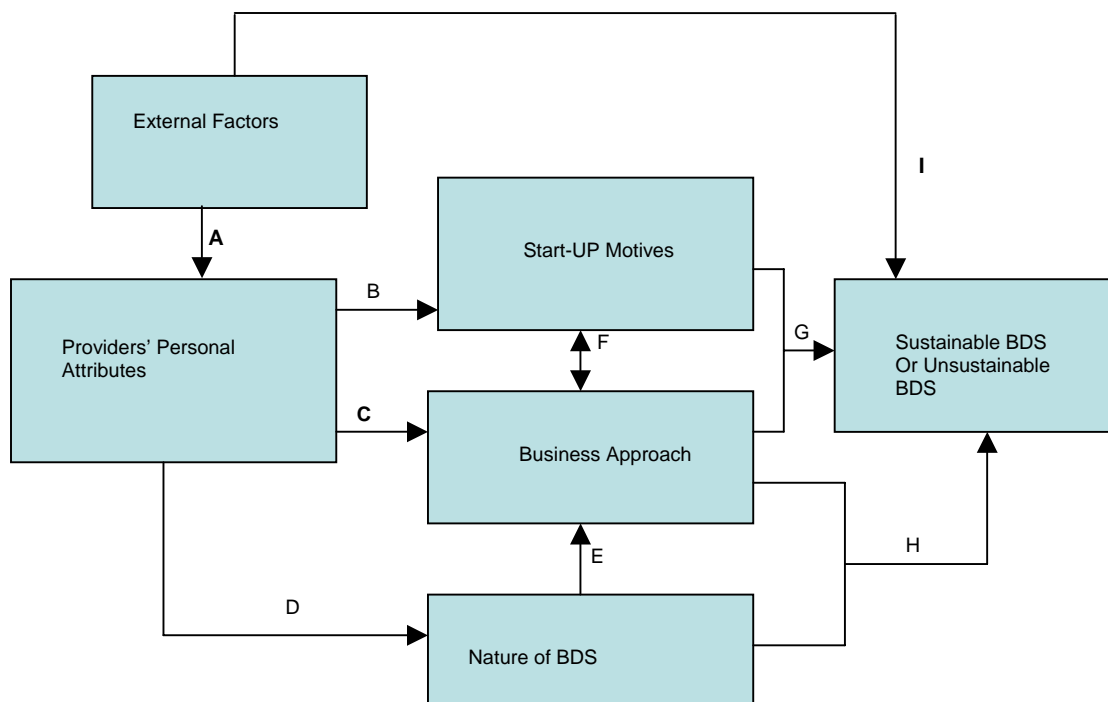 External Factors
I
A
Start-UP Motives
B
F
G
Providers' Personal
Attributes
Sustainable BDS
Or Unsustainable
BDS
C
Business Approach
E
H
D
Nature of BDS